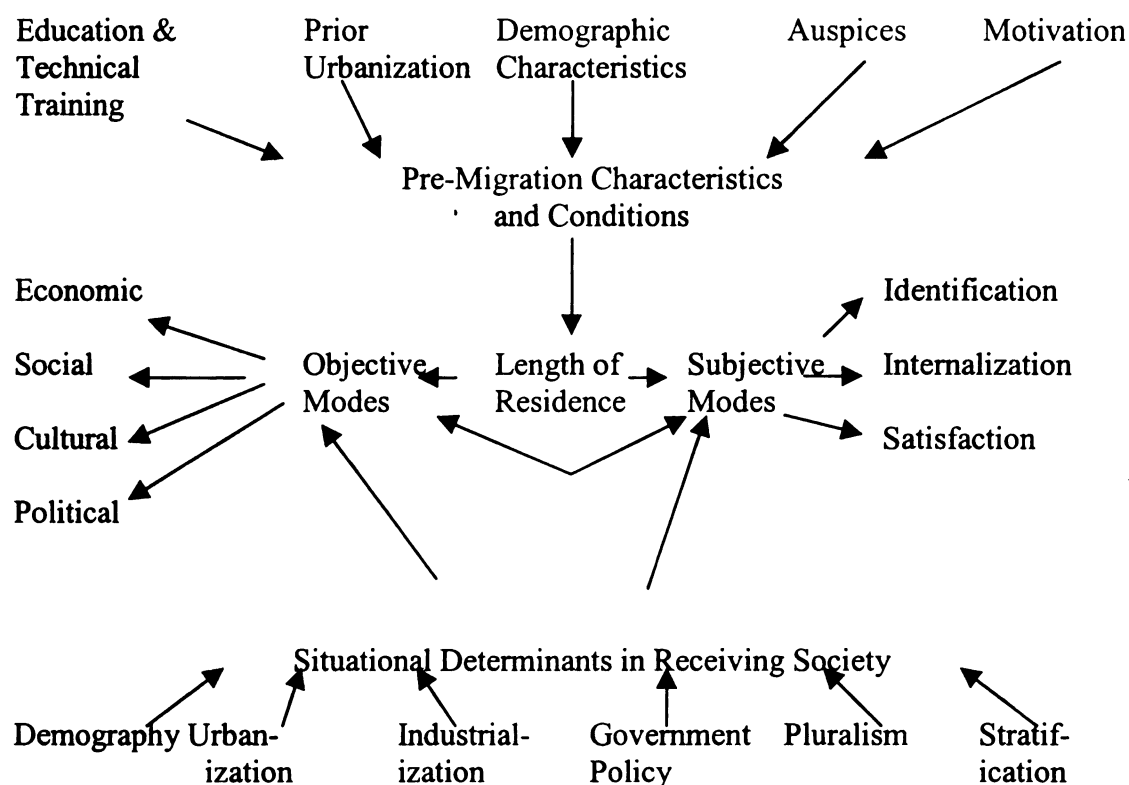 Education &
Technical
Training
Prior
Urbanization
Demographic
Characteristics
Auspices
Motivation
Pre-Migration Characteristics
and Conditions
Economic
Social
Cultural
Political
Objective
Modes
Length of
Residence
Subjective
Modes
Identification
Internalization
Satisfaction
Situational Determinants in Receiving Society
Demography
Urban-
ization
Industrial-
ization
Government
Policy
Pluralism
Stratif-
ication